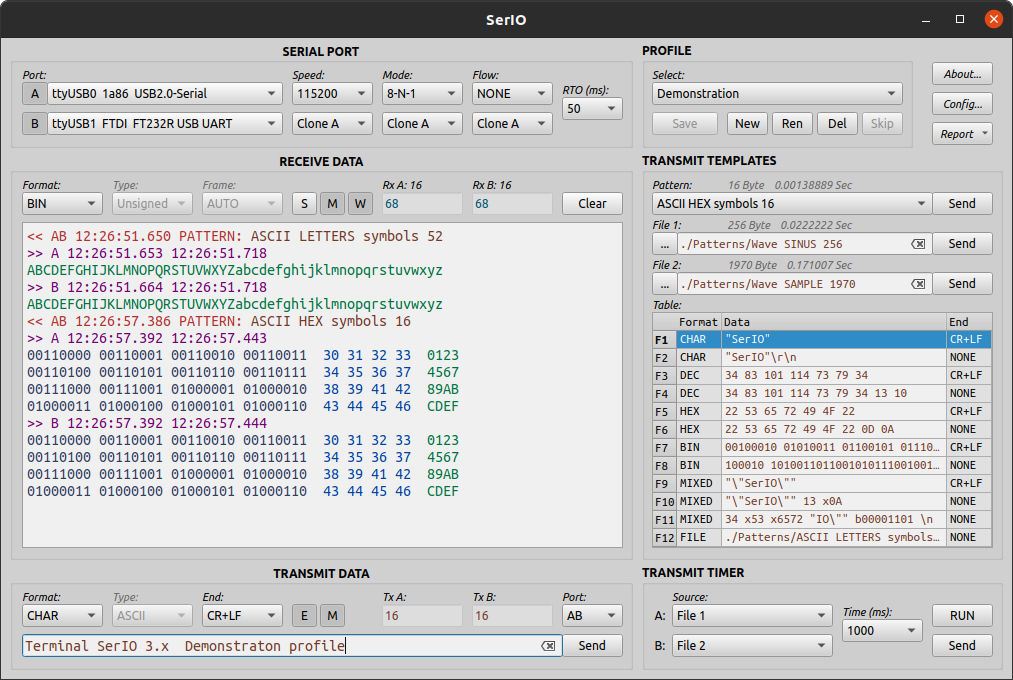 SerIO
SERIAL PORT
Port: Speed: Mode: Flow: RTO (ms):
A ttyUSB0 1a86 USB2.0-Serial 115200 8-N-1 NONE 50
B ttyUSB1 FTDI FT232R USB UART Clone A Clone A Clone A
PROFILE
Select:
Demonstration
Save New Ren Del Skip
About...
Config...
Report
RECEIVE DATA
Format: Type: Frame: Rx A: 16 Rx B: 16
BIN Unsigned AUTO S M W 68 68 Clear
<< AB 12:26:51.650 PATTERN: ASCII LETTERS symbols 52
>> A 12:26:51.653 12:26:51.718
ABCDEFGHIJKLMNOPQRSTUVWXYZabcdefghijklmnopqrstuvwxyz
>> B 12:26:51.664 12:26:51.718
ABCDEFGHIJKLMNOPQRSTUVWXYZabcdefghijklmnopqrstuvwxyz
<< AB 12:26:57.386 PATTERN: ASCII HEX symbols 16
>> A 12:26:57.392 12:26:57.443
00110000 00110001 00110010 00110011 30 31 32 33 0123
00110100 00110101 00110110 00110111 34 35 36 37 4567
00111000 00111001 01000001 01000010 38 39 41 42 89AB
01000011 01000100 01000101 01000110 43 44 45 46 CDEF
>> B 12:26:57.392 12:26:57.444
00110000 00110001 00110010 00110011 30 31 32 33 0123
00110100 00110101 00110110 00110111 34 35 36 37 4567
00111000 00111001 01000001 01000010 38 39 41 42 89AB
01000011 01000100 01000101 01000110 43 44 45 46 CDEF
TRANSMIT TEMPLATES
Pattern: 16 Byte 0.00138889 Sec
ASCII HEX symbols 16 Send
File 1: 256 Byte 0.0222222 Sec
... ./Patterns/Wave SINUS 256 Send
File 2: 1970 Byte 0.171007 Sec
... ./Patterns/Wave SAMPLE 1970 Send
Table:
Format Data End
F1 CHAR "SerIO" CR+LF
F2 CHAR "SerIO"\r\n NONE
F3 DEC 34 83 101 114 73 79 34 CR+LF
F4 DEC 34 83 101 114 73 79 34 13 10 NONE
F5 HEX 22 53 65 72 49 4F 22 CR+LF
F6 HEX 22 53 65 72 49 4F 22 0D 0A NONE
F7 BIN 00100010 01010011 01100101 01110... CR+LF
F8 BIN 100010 1010011011001010111001001... NONE
F9 MIXED "\"SerIO\"" CR+LF
F10 MIXED "\"SerIO\"" 13 x0A NONE
F11 MIXED 34 x53 x6572 "IO\"" b00001101 \n NONE
F12 FILE ./Patterns/ASCII LETTERS symbols... NONE
TRANSMIT DATA
Format: Type: End: Tx A: Tx B: Port:
CHAR ASCII CR+LF E M 16 16 AB
Terminal SerIO 3.x Demonstraton profile Send
TRANSMIT TIMER
Source: Time (ms):
A: File 1 1000 RUN
B: File 2 Send